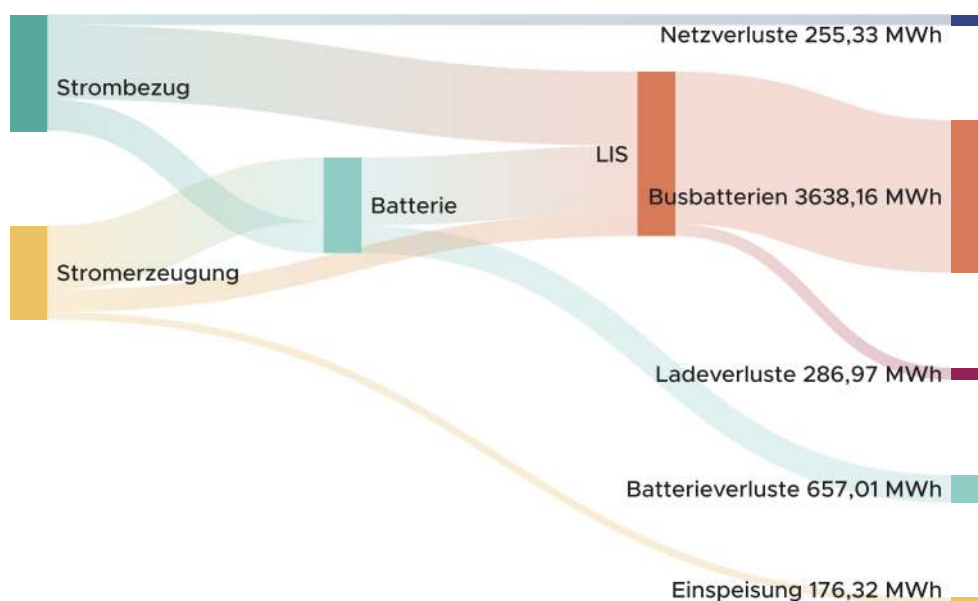 Netzverluste 255,33 MWh
Strombezug
LIS
Busbatterien 3638,16 MWh
Batterie
Stromerzeugung
Ladeverluste 286,97 MWh
Batterieverluste 657,01 MWh
Einspeisung 176,32 MWh